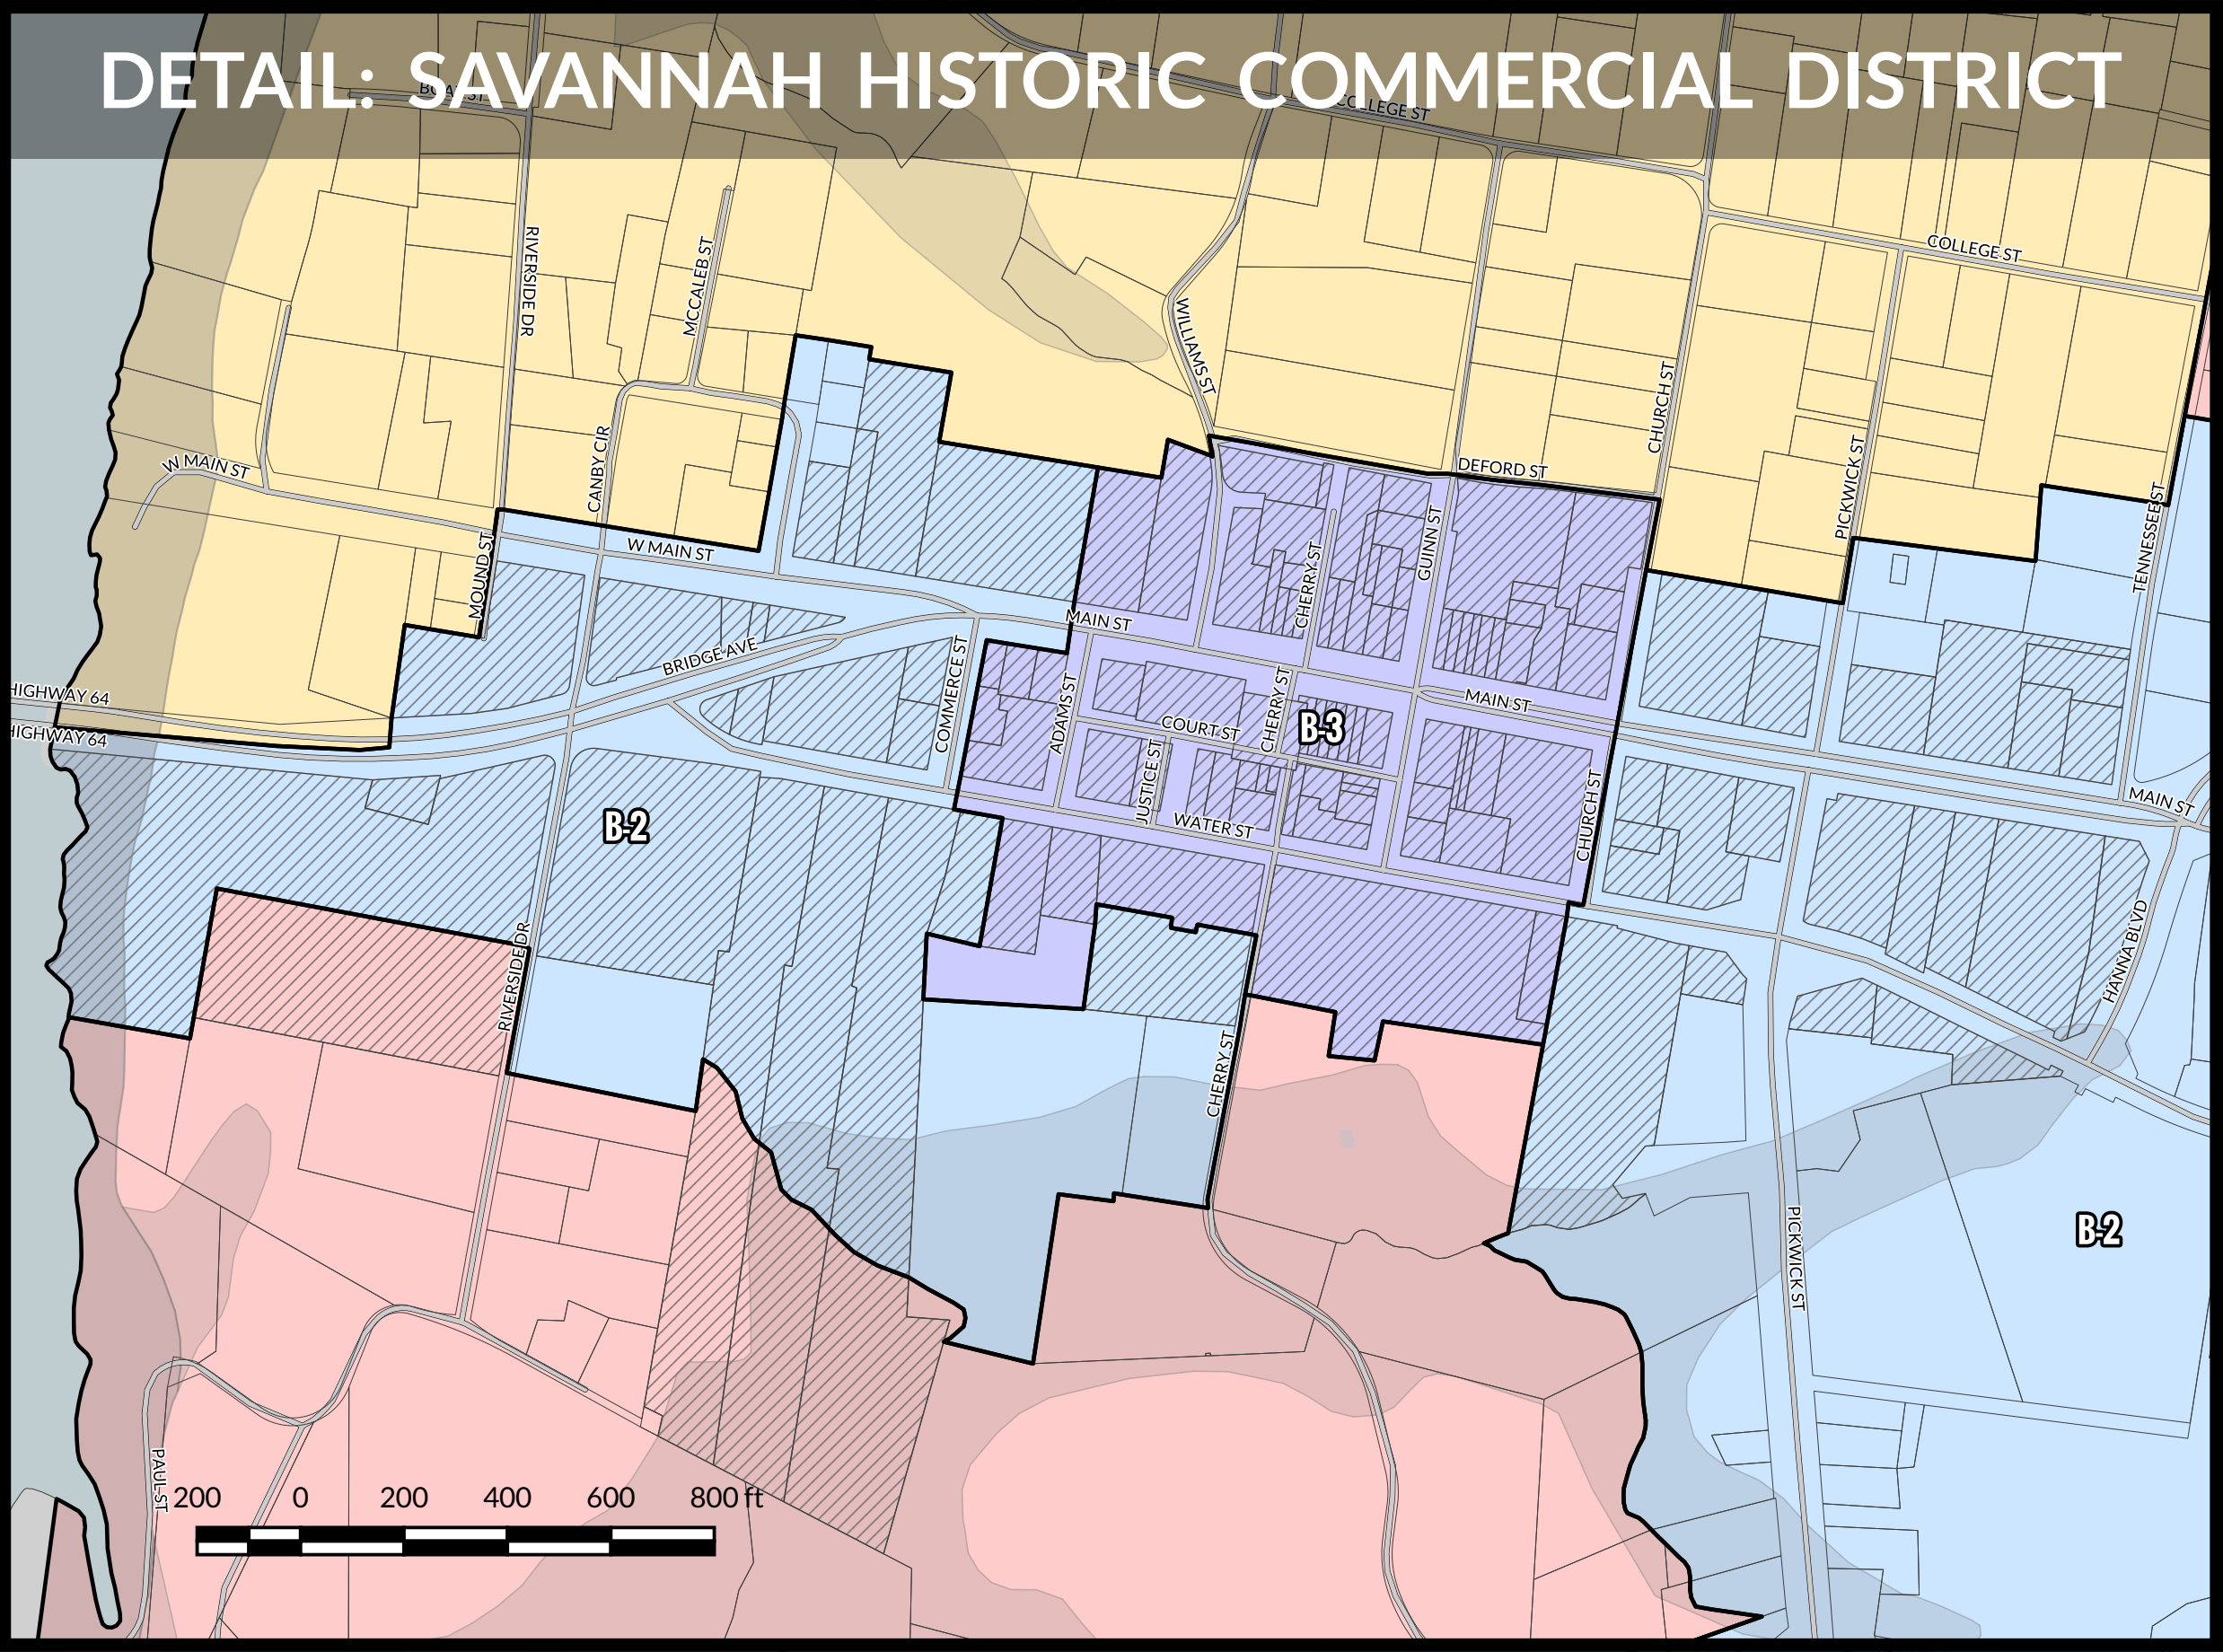 DETAIL: SAVANNAH HISTORIC COMMERCIAL DISTRICT
BOAT ST
COLLEGE ST
COLLEGE ST
RIVERSIDE DR
MCCALEB ST
WILLIAMS ST
CHURCH ST
W MAIN ST
CANBY CIR
DEFORD ST
PICKWICK ST
TENNESSEE ST
MOUND ST
W MAIN ST
GUINN ST
CHERRY ST
MAIN ST
BRIDGE AVE
COMMERCE ST
HIGHWAY 64
HIGHWAY 64
ADAMS ST
CHERRY ST
COURT ST
B-3
MAIN ST
JUSTICE ST
WATER ST
CHURCH ST
MAIN ST
B-2
RIVERSIDE DR
HANNA BLVD
CHERRY ST
PICKWICK ST
B-2
PAUL ST
200 0 200 400 600 800 ft